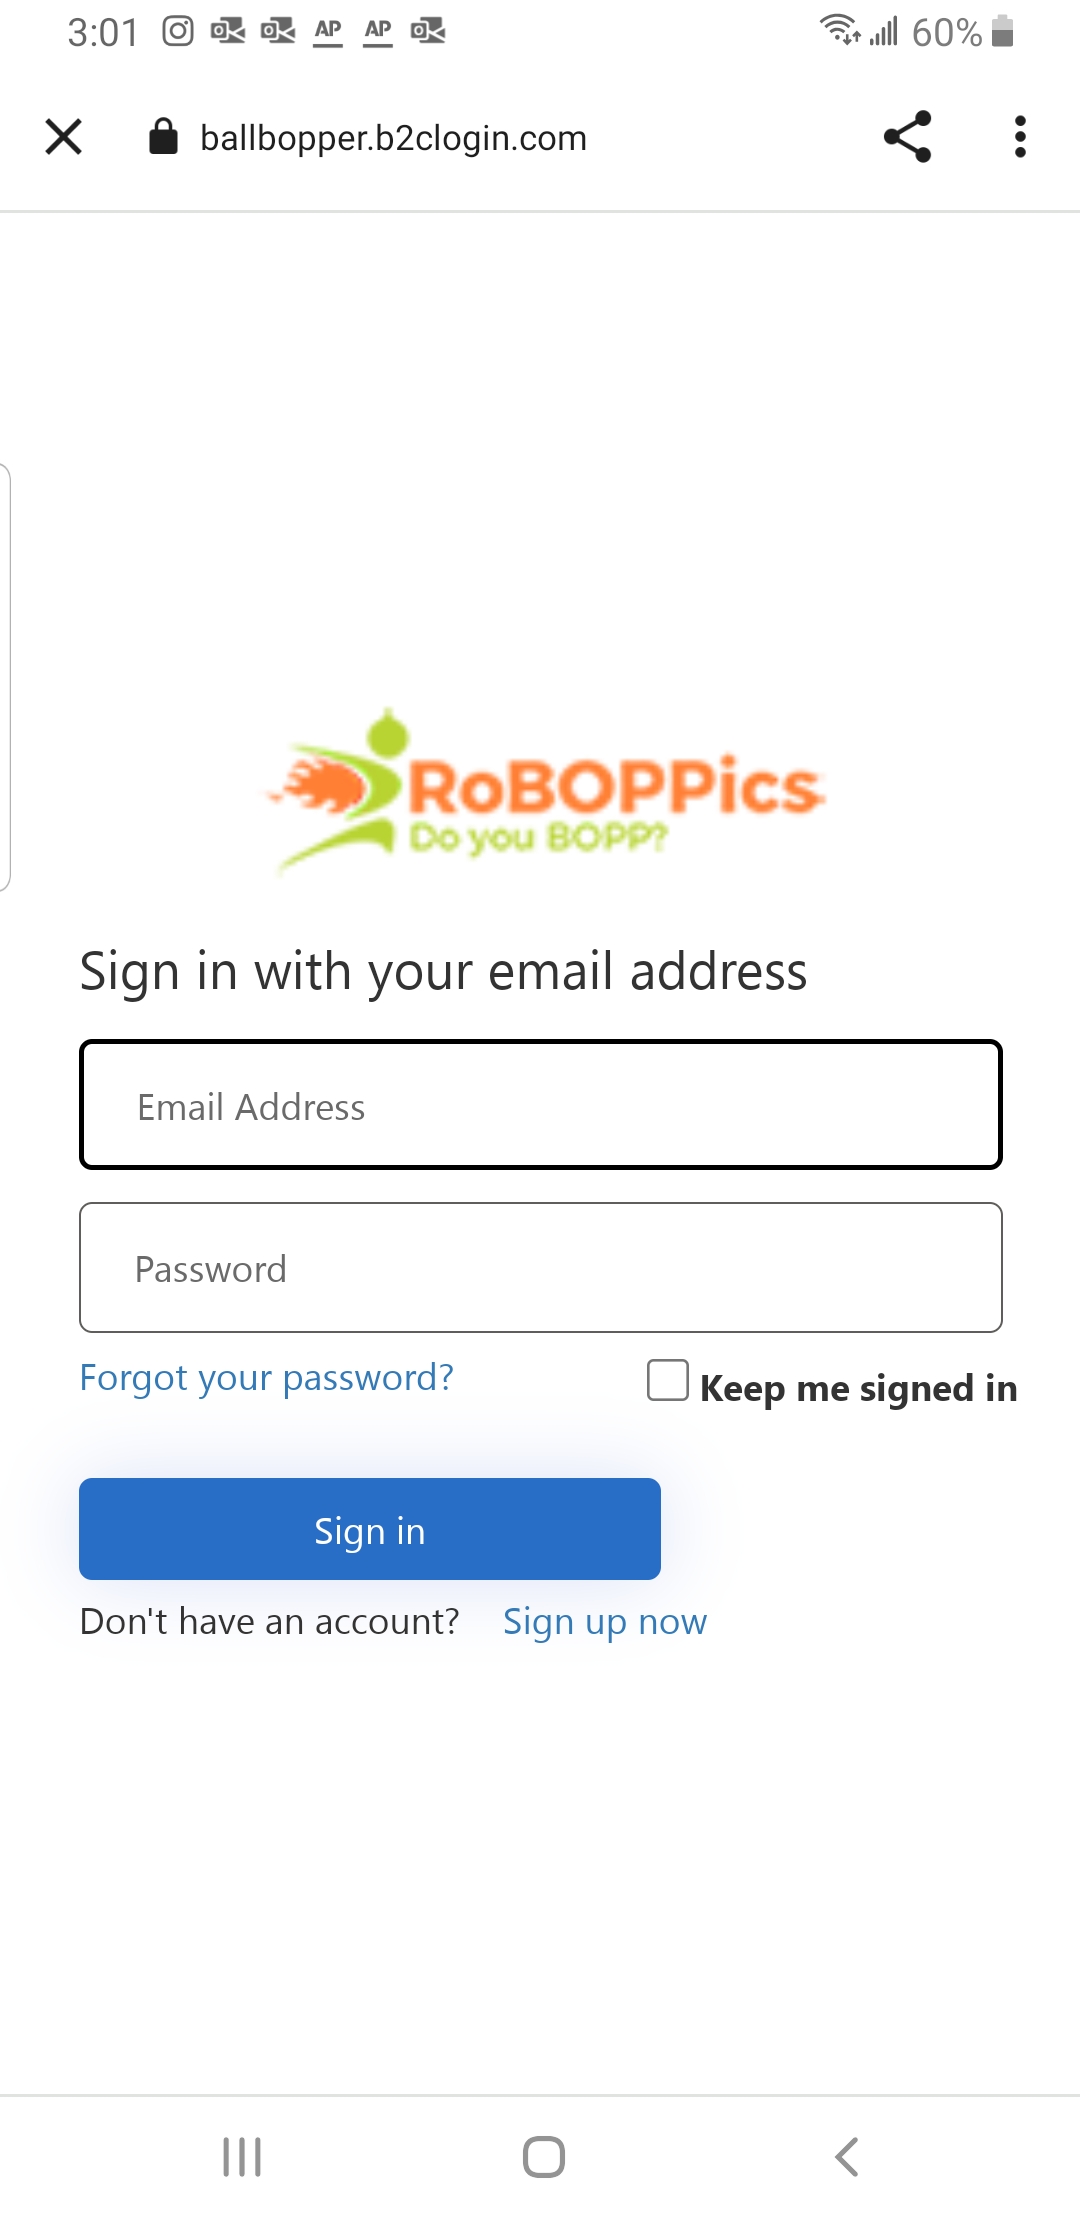 3:01 AP AP 60%
ballbopper.b2clogin.com
RoBOPPics
Do you BOPP?
Sign in with your email address
Email Address
Password
Forgot your password? Keep me signed in
Sign in
Don't have an account? Sign up now